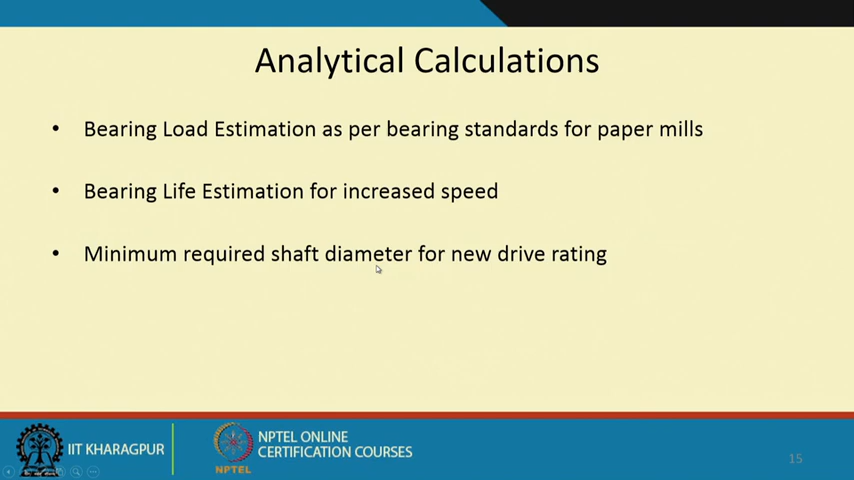 Analytical Calculations
• Bearing Load Estimation as per bearing standards for paper mills
• Bearing Life Estimation for increased speed
• Minimum required shaft diameter for new drive rating
IIT KHARAGPUR
NPTEL
NPTEL ONLINE
CERTIFICATION COURSES
15